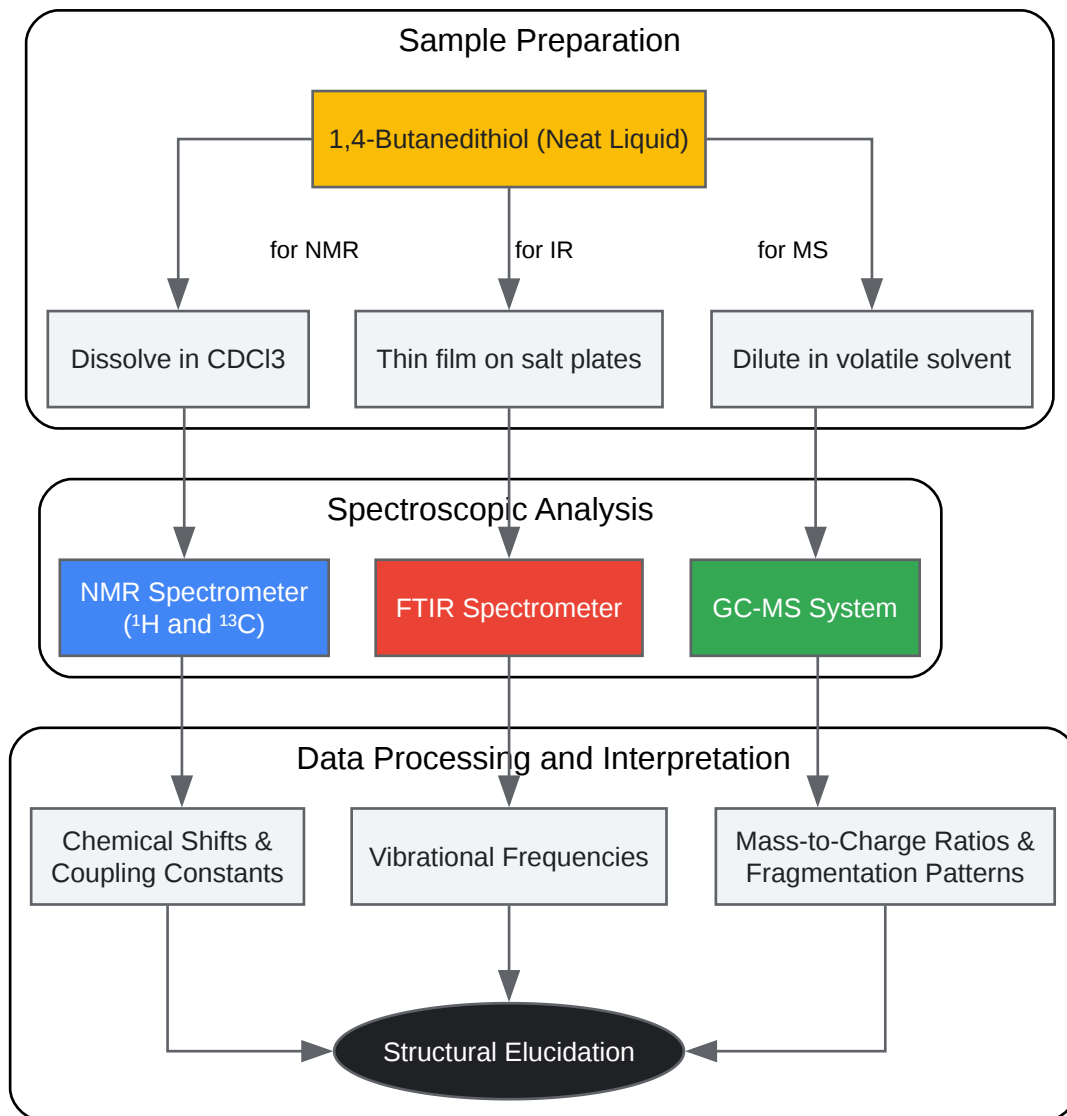 Sample Preparation
1,4-Butanedithiol (Neat Liquid)
for NMR
for IR
for MS
Dissolve in CDCl3
Thin film on salt plates
Dilute in volatile solvent
Spectroscopic Analysis
NMR Spectrometer
(¹H and ¹³C)
FTIR Spectrometer
GC-MS System
Data Processing and Interpretation
Chemical Shifts &
Coupling Constants
Vibrational Frequencies
Mass-to-Charge Ratios &
Fragmentation Patterns
Structural Elucidation